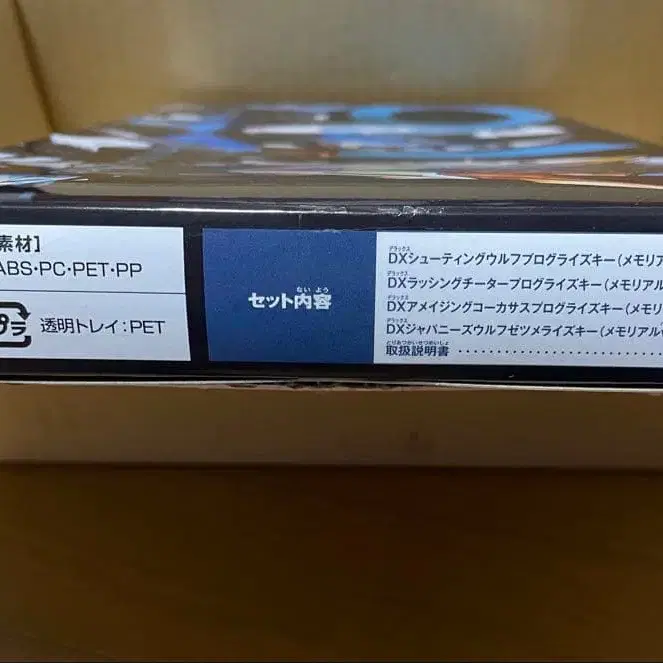 素材】
ABS・PC・PET・PP
プラ 透明トレイ:PET
ないよう
セット内容
デラックス
DXシューティングウルフプログライズキー(メモリア
デラックス
DXラッシングチータープログライズキー(メモリアル
デラックス
DXアメイジングコーカサスプログライズキー(メモリ
デラックス
DXジャパニーズウルフゼツメライズキー(メモリアルv
とりあつかいせつめいしょ
取扱説明書・・・・・・・・・・・・・・・・・・・・・・